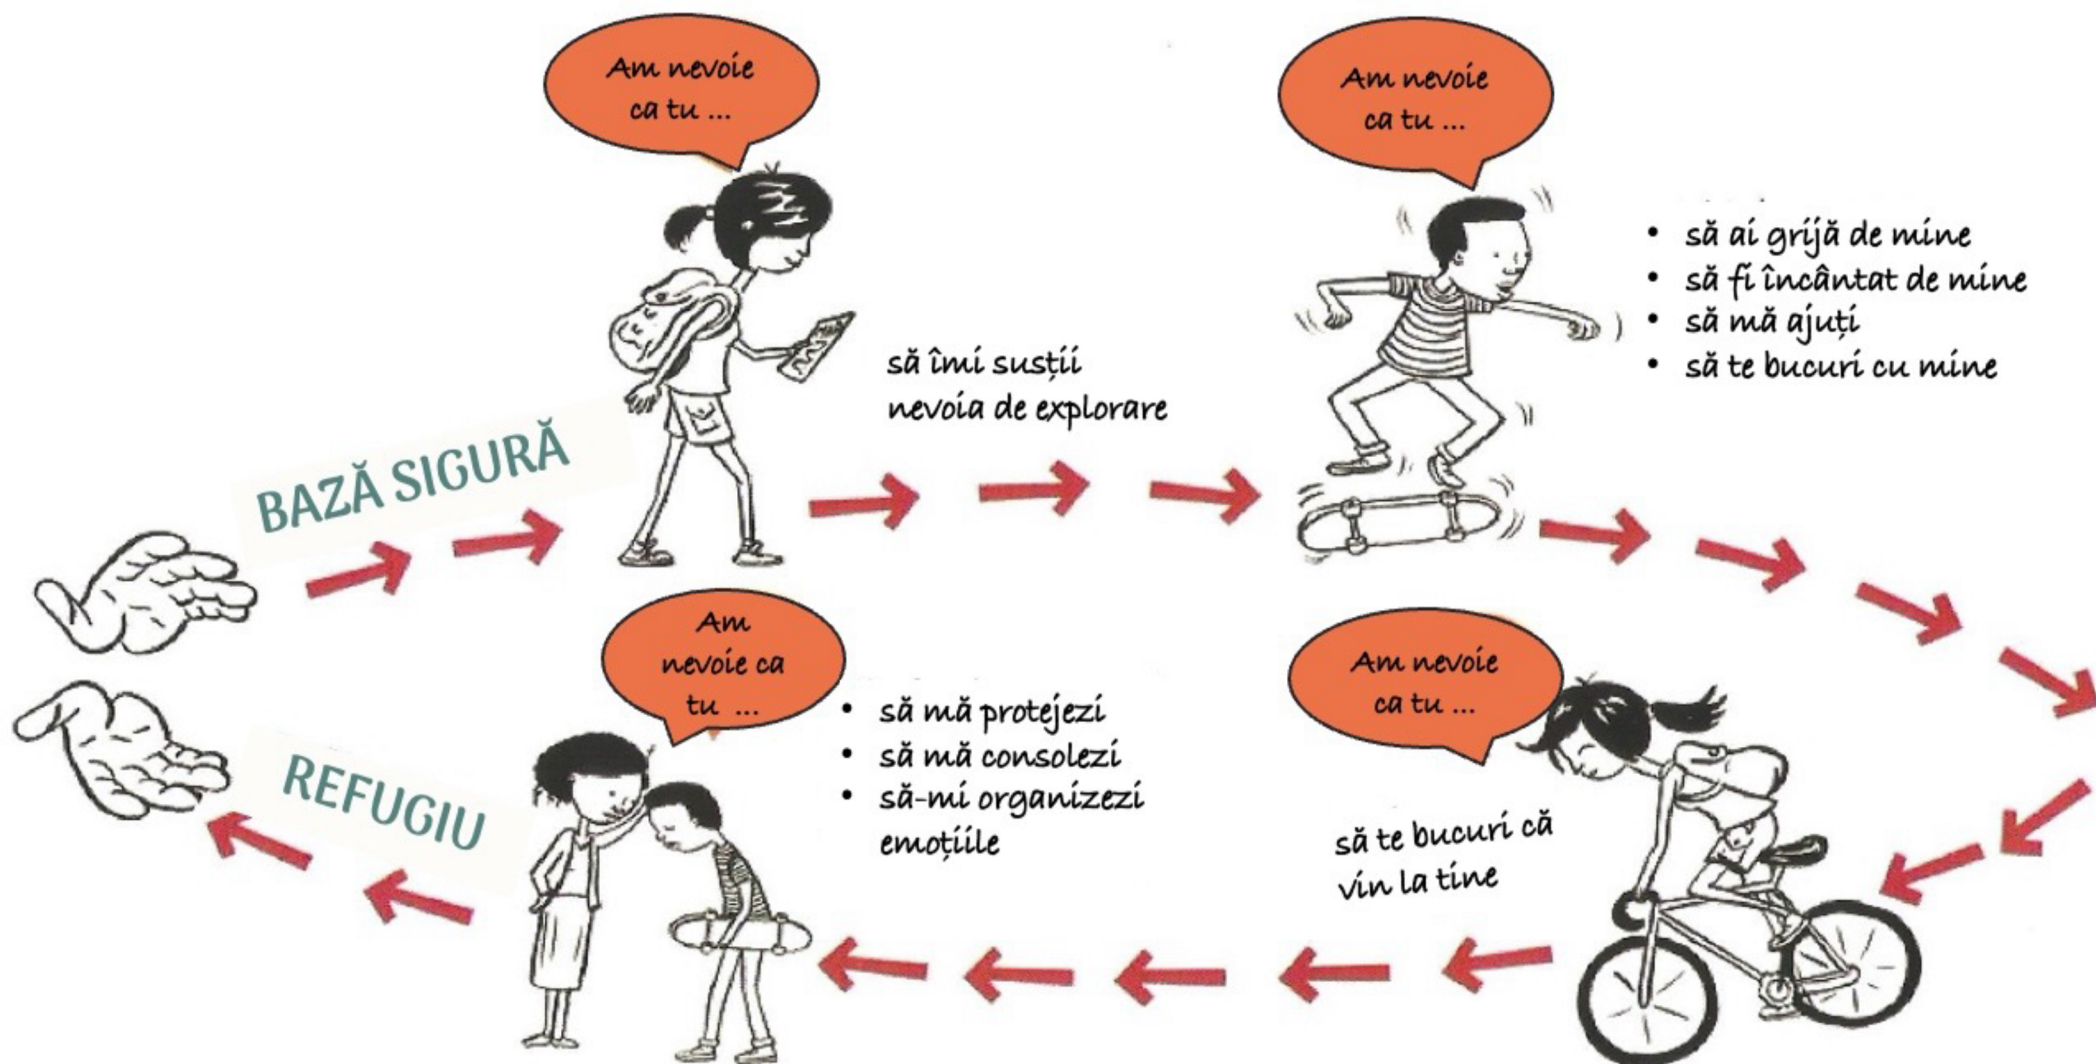 Am nevoie
ca tu ...
Am nevoie
ca tu ...
• să ai grijă de mine
• să fi încântat de mine
• să mă ajuți
• să te bucuri cu mine
să îmi susții
nevoia de explorare
BAZĂ SIGURĂ
Am
nevoie ca
tu ...
• să mă protejezi
• să mă consolezi
• să-mi organizezi
emoțiile
Am nevoie
ca tu ...
să te bucuri că
vin la tine
REFUGIU